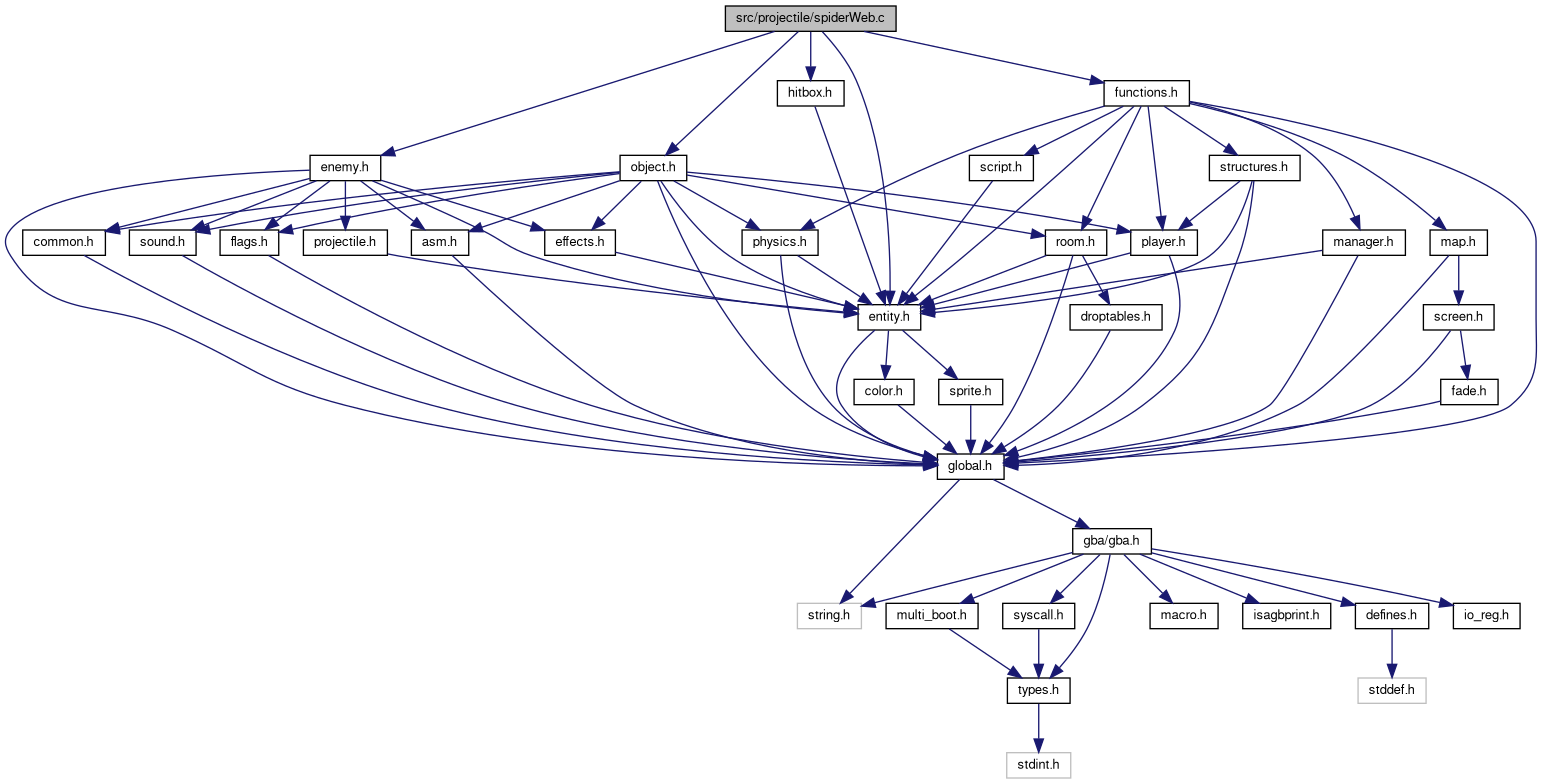 src/projectile/spiderWeb.c
hitbox.h
functions.h
enemy.h
object.h
script.h
structures.h
common.h
sound.h
flags.h
projectile.h
asm.h
effects.h
physics.h
room.h
player.h
manager.h
map.h
entity.h
droptables.h
screen.h
color.h
sprite.h
fade.h
global.h
gba/gba.h
string.h
multi_boot.h
syscall.h
macro.h
isagbprint.h
defines.h
io_reg.h
types.h
stddef.h
stdint.h